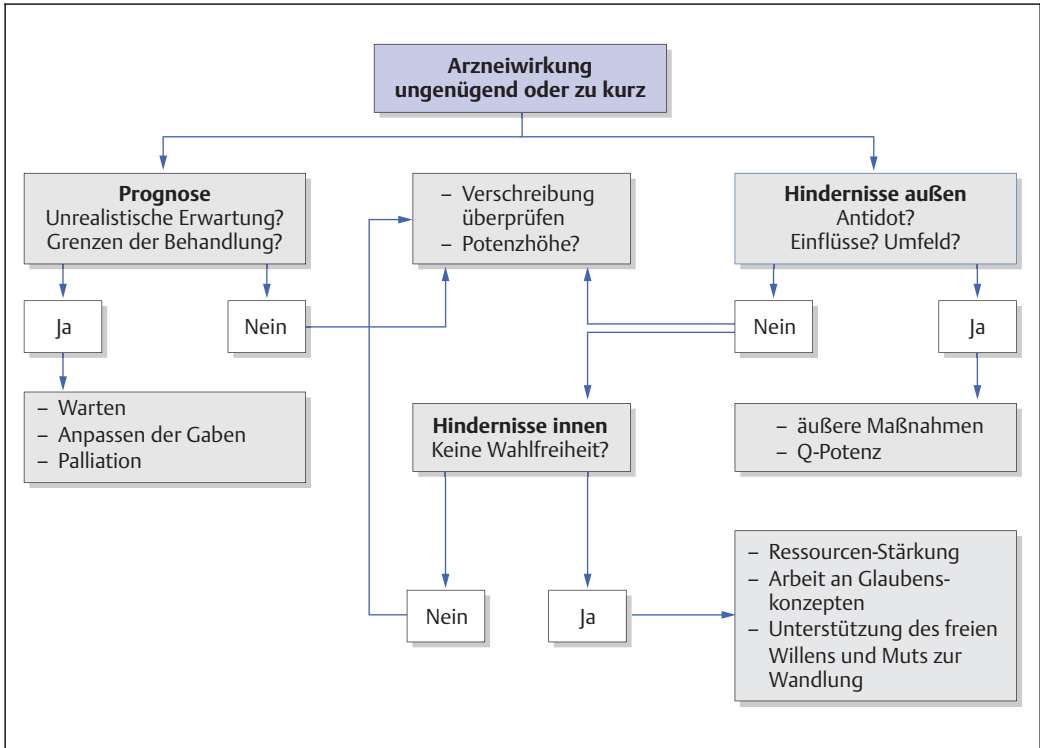 Arzneiwirkung
ungenügend oder zu kurz
Prognose
Unrealistische Erwartung?
Grenzen der Behandlung?
– Verschreibung
überprüfen
– Potenzhöhe?
Hindernisse außen
Antidot?
Einflüsse? Umfeld?
Ja
Nein
Nein
Ja
– Warten
– Anpassen der Gaben
– Palliation
Hindernisse innen
Keine Wahlfreiheit?
– äußere Maßnahmen
– Q-Potenz
Nein
Ja
– Ressourcen-Stärkung
– Arbeit an Glaubens-
konzepten
– Unterstützung des freien
Willens und Muts zur
Wandlung